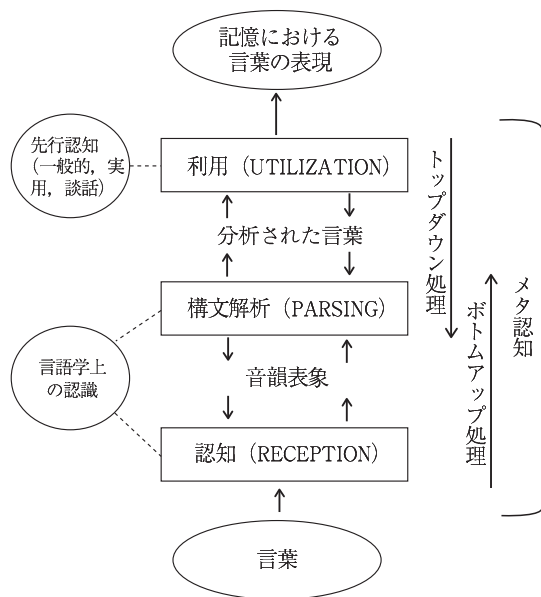 記憶における
言葉の表現
先行認知
（一般的，実
用，談話）
利用（UTILIZATION）
分析された言葉
構文解析（PARSING）
言語学上
の認識
音韻表象
認知（RECEPTION）
言葉
トップダウン処理
ボトムアップ処理
メタ認知